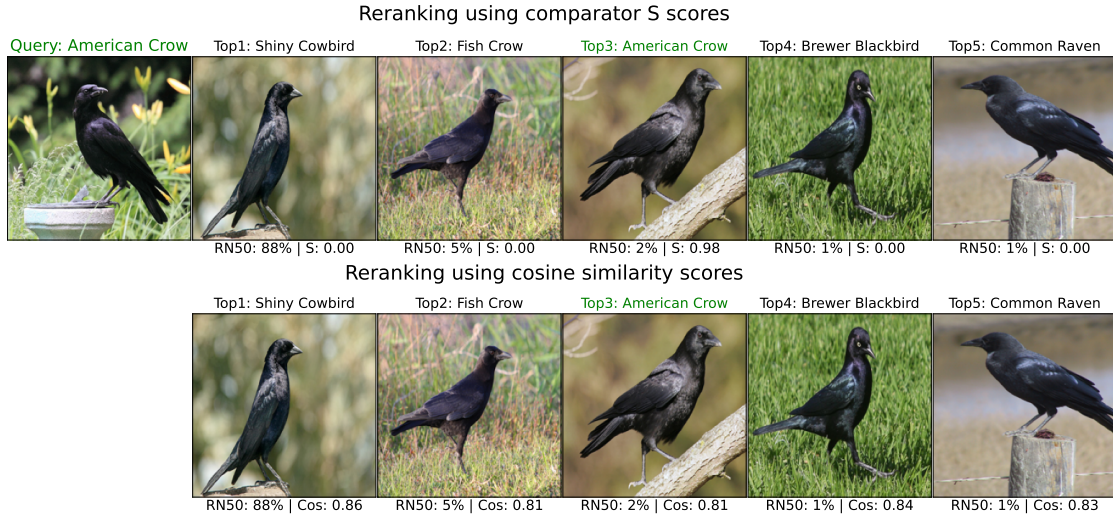 Reranking using comparator S scores
Query: American Crow Top1: Shiny Cowbird Top2: Fish Crow Top3: American Crow Top4: Brewer Blackbird Top5: Common Raven
RN50: 88% | S: 0.00 RN50: 5% | S: 0.00 RN50: 2% | S: 0.98 RN50: 1% | S: 0.00 RN50: 1% | S: 0.00
Reranking using cosine similarity scores
Top1: Shiny Cowbird Top2: Fish Crow Top3: American Crow Top4: Brewer Blackbird Top5: Common Raven
RN50: 88% | Cos: 0.86 RN50: 5% | Cos: 0.81 RN50: 2% | Cos: 0.81 RN50: 1% | Cos: 0.84 RN50: 1% | Cos: 0.83